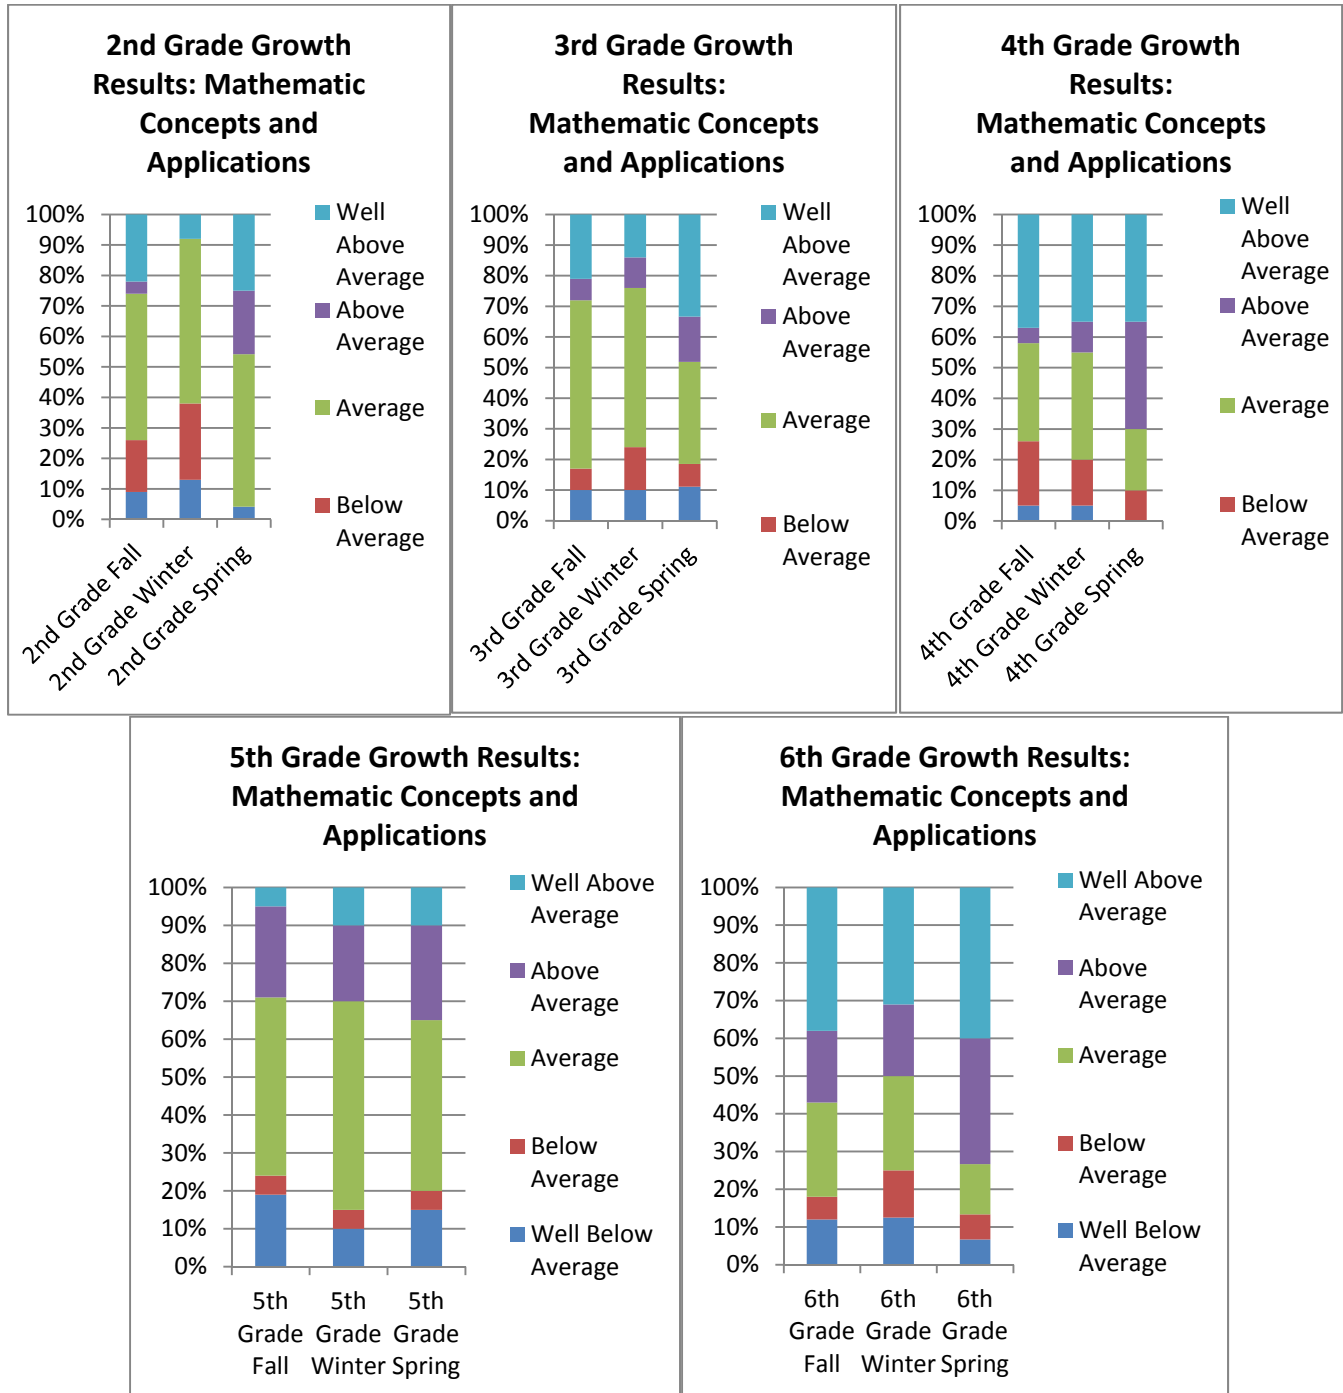 2nd Grade Growth
Results: Mathematic
Concepts and
Applications
100%
90%
80%
70%
60%
50%
40%
30%
20%
10%
0%
2nd Grade Fall
2nd Grade Winter
2nd Grade Spring
Well
Above
Average
Above
Average
Average
Below
Average
3rd Grade Growth
Results:
Mathematic Concepts
and Applications
100%
90%
80%
70%
60%
50%
40%
30%
20%
10%
0%
3rd Grade Fall
3rd Grade Winter
3rd Grade Spring
Well
Above
Average
Above
Average
Average
Below
Average
4th Grade Growth
Results:
Mathematic Concepts
and Applications
100%
90%
80%
70%
60%
50%
40%
30%
20%
10%
0%
4th Grade Fall
4th Grade Winter
4th Grade Spring
Well
Above
Average
Above
Average
Average
Below
Average
5th Grade Growth Results:
Mathematic Concepts and
Applications
100%
90%
80%
70%
60%
50%
40%
30%
20%
10%
0%
5th
Grade
Fall
5th
Grade
Winter
5th
Grade
Spring
Well Above
Average
Above
Average
Average
Below
Average
Well Below
Average
6th Grade Growth Results:
Mathematic Concepts and
Applications
100%
90%
80%
70%
60%
50%
40%
30%
20%
10%
0%
6th
Grade
Fall
6th
Grade
Winter
6th
Grade
Spring
Well Above
Average
Above
Average
Average
Below
Average
Well Below
Average